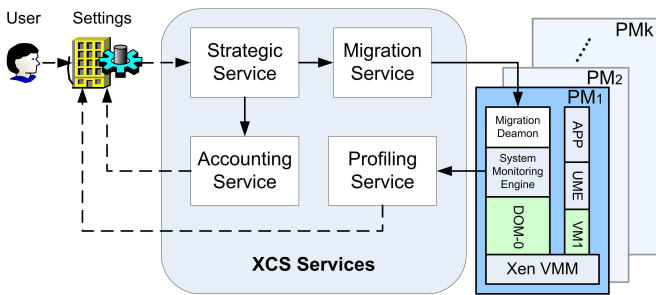 User
Settings
Strategic
Service
Migration
Service
Accounting
Service
Profiling
Service
XCS Services
PMk
PM2
PM1
Migration
Deamon
System
Monitoring
Engine
DOM-0
APP
UME
VM1
Xen VMM